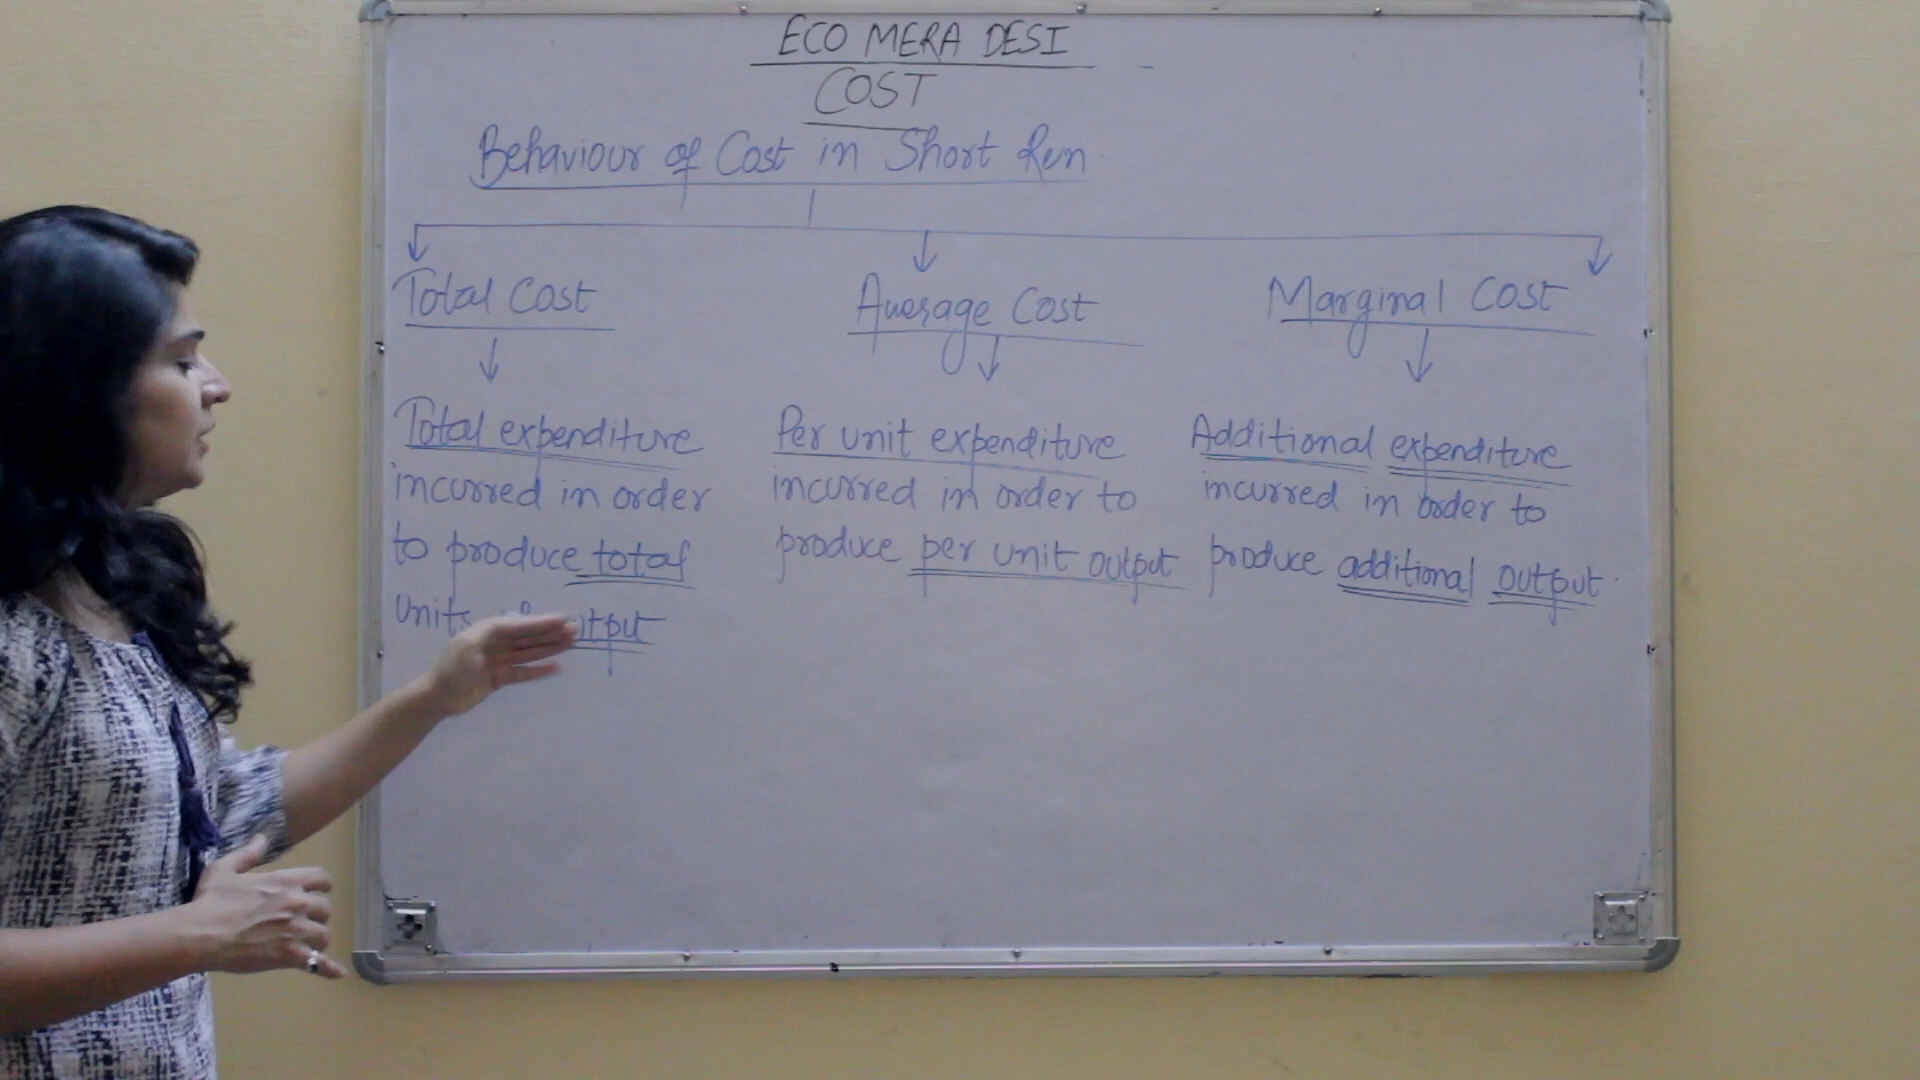 ECO MERA DESI
COST
Behaviour of Cost in Short Run
Total Cost
Average Cost
Marginal Cost
Total expenditure
incurred in order
to produce total
units
Per unit expenditure
incurred in order to
produce per unit output
Additional expenditure
incurred in order to
produce additional output